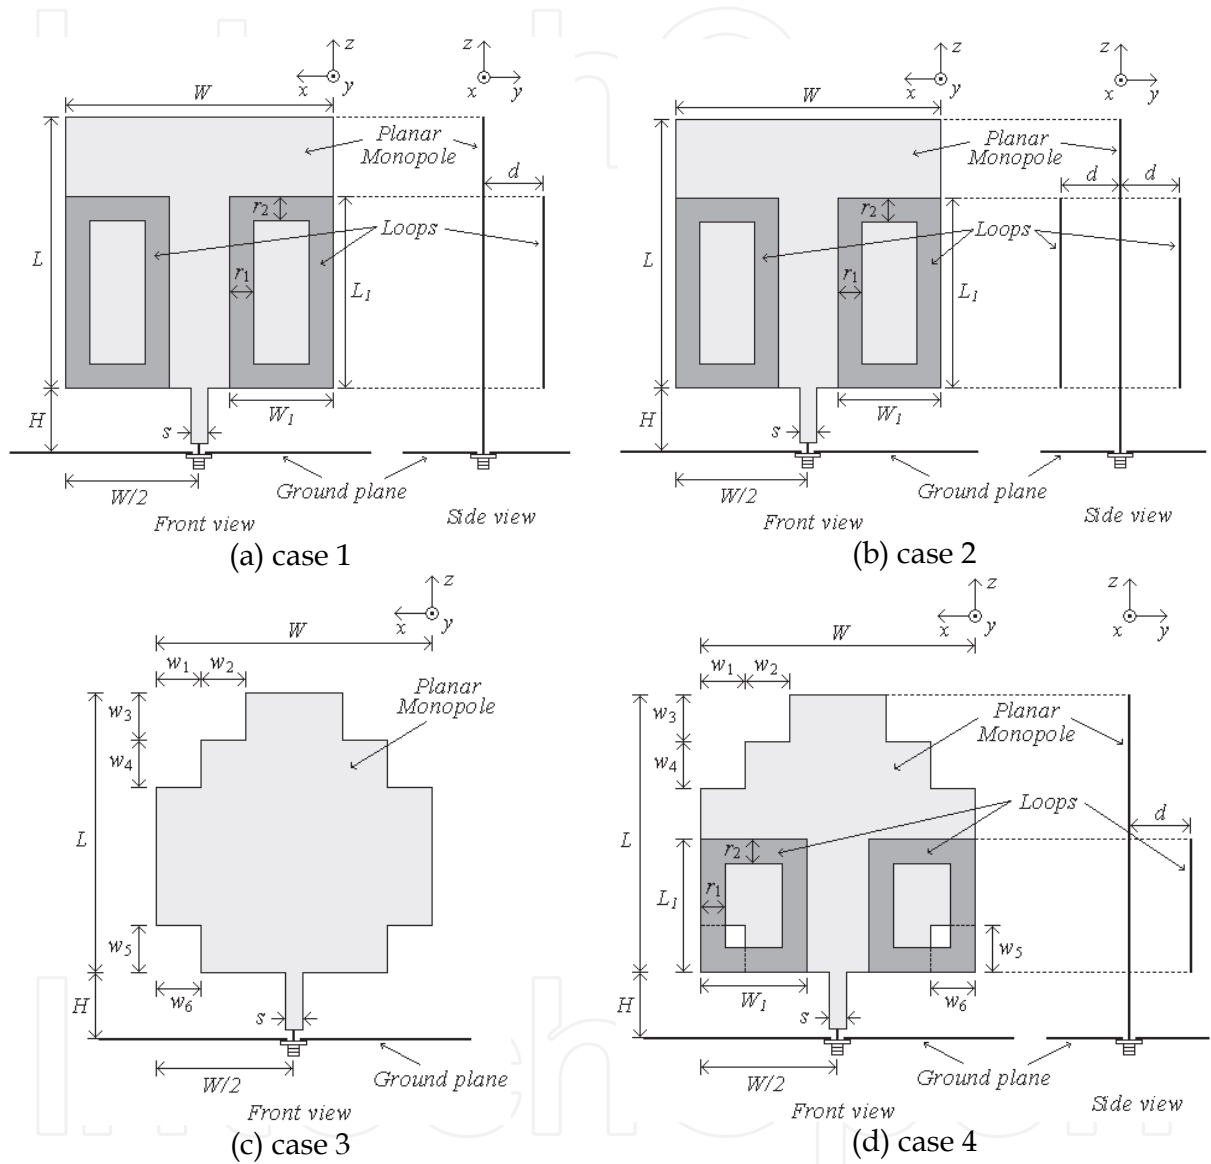 z
x
y
W
Planar
Monopole
L
r2
Loops
r1
L1
H
s
W1
W/2
Ground plane
Front view
z
x
y
d
Side view
(a) case 1
z
x
y
W
Planar
Monopole
L
r2
Loops
r1
L1
H
s
W1
W/2
Ground plane
Front view
z
x
y
d
d
Side view
(b) case 2
z
x
y
W
w1
w2
Planar
Monopole
w3
w4
L
w5
w6
H
s
W/2
Ground plane
Front view
(c) case 3
z
x
y
W
w1
w2
Planar
Monopole
w3
w4
Loops
L
r2
r1
L1
w5
w6
W1
H
s
W/2
Ground plane
Front view
z
x
y
d
Side view
(d) case 4